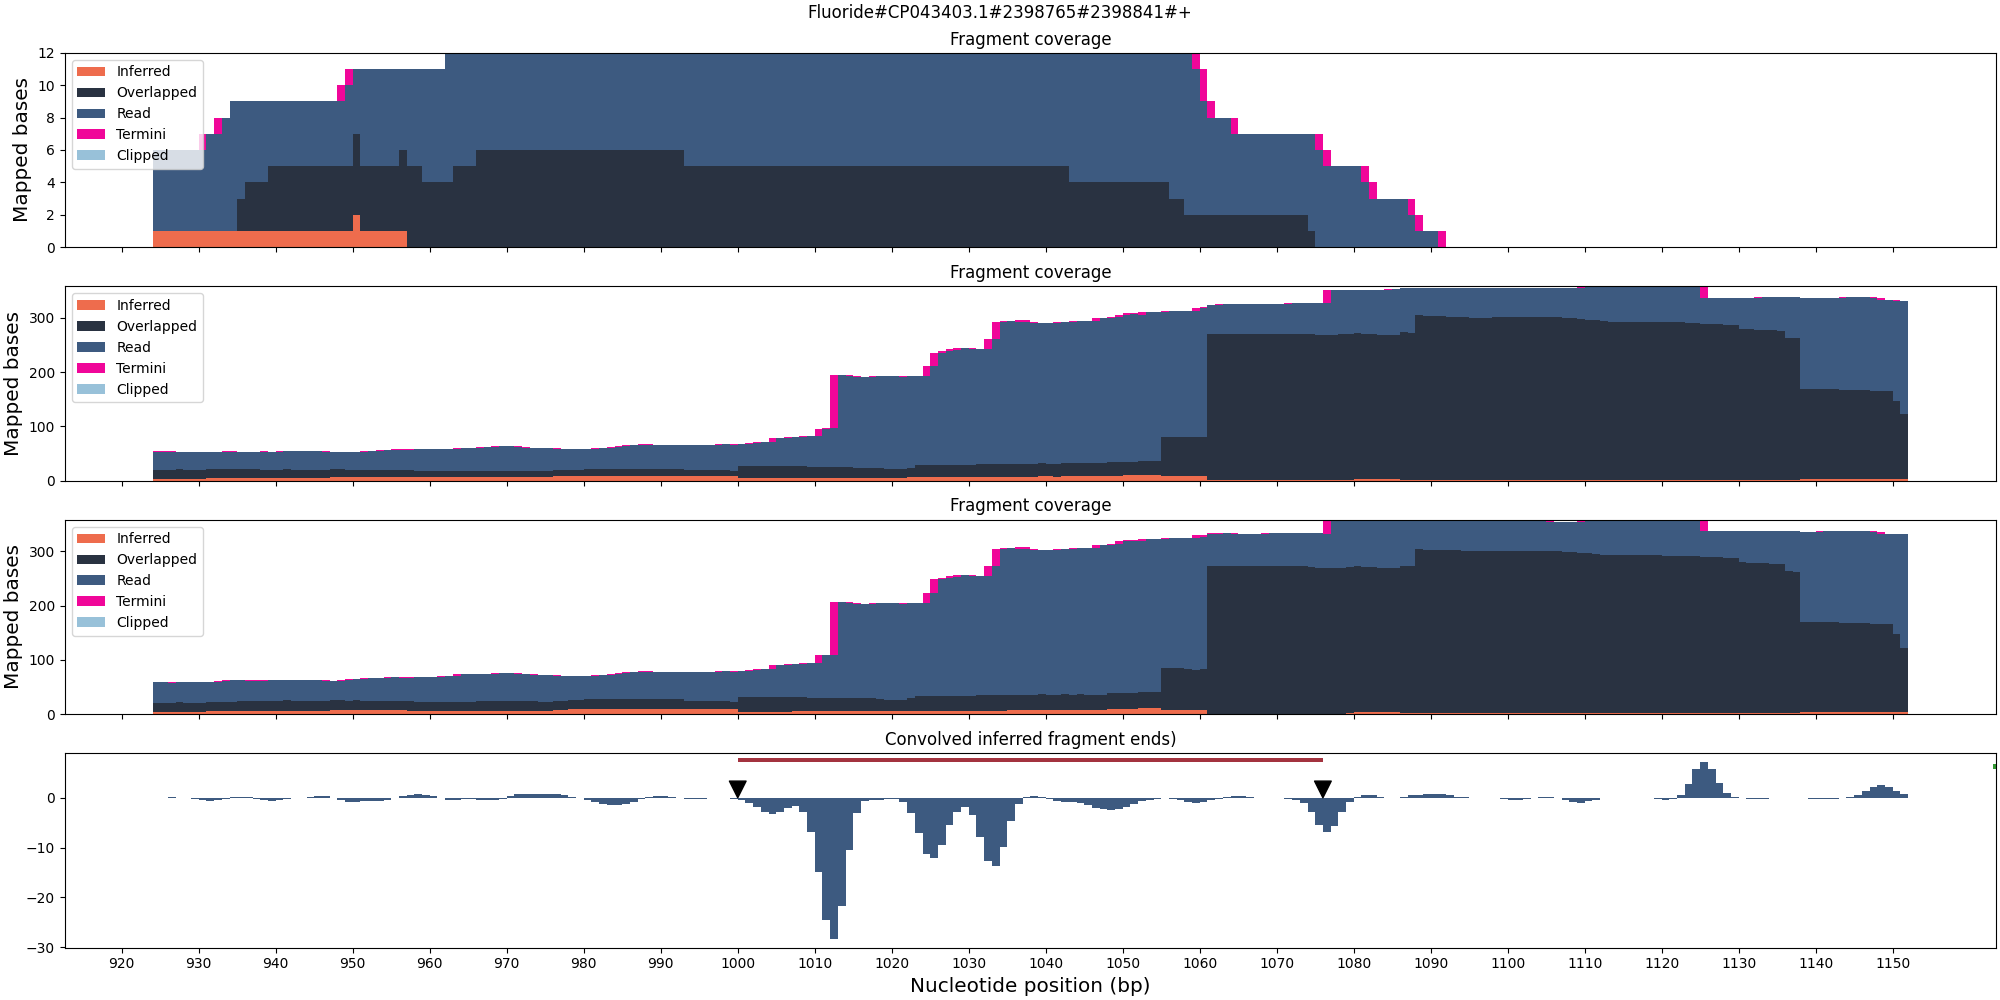 Fluoride#CP043403.1#2398765#2398841#+
Fragment coverage
Mapped bases
12
10
8
6
4
2
0
Inferred
Overlapped
Read
Termini
Clipped
920 930 940 950 960 970 980 990 1000 1010 1020 1030 1040 1050 1060 1070 1080 1090 1100 1110 1120 1130 1140 1150
Fragment coverage
Mapped bases
300
200
100
0
Inferred
Overlapped
Read
Termini
Clipped
Fragment coverage
Mapped bases
300
200
100
0
Inferred
Overlapped
Read
Termini
Clipped
Convolved inferred fragment ends)
0
−10
−20
−30
Nucleotide position (bp)